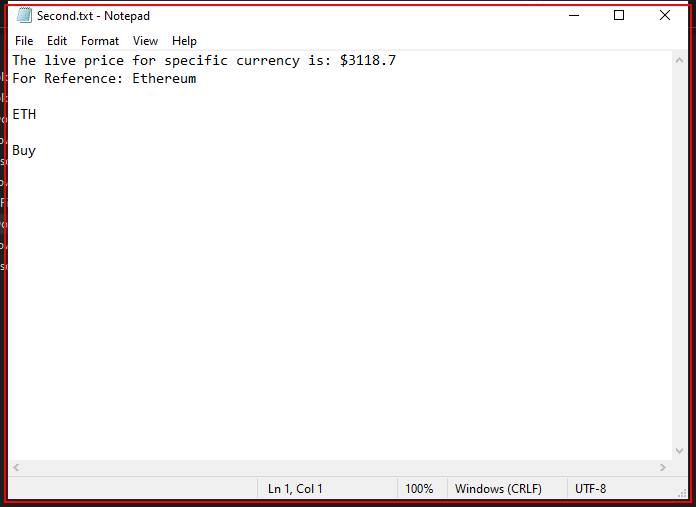 Second.txt - Notepad
File Edit Format View Help
The live price for specific currency is: $3118.7
For Reference: Ethereum
ETH
Buy
Ln 1, Col 1 100% Windows (CRLF) UTF-8